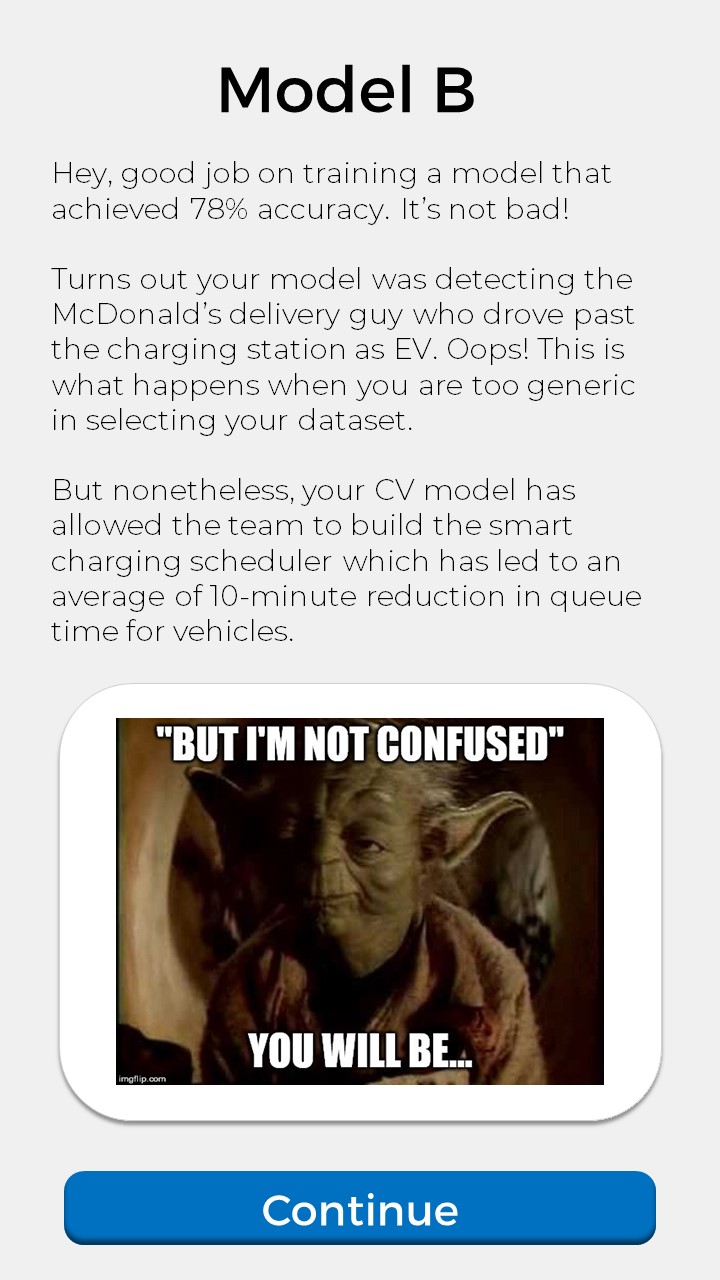 Model B
Hey, good job on training a model that
achieved 78% accuracy. It’s not bad!
Turns out your model was detecting the
McDonald’s delivery guy who drove past
the charging station as EV. Oops! This is
what happens when you are too generic
in selecting your dataset.
But nonetheless, your CV model has
allowed the team to build the smart
charging scheduler which has led to an
average of 10-minute reduction in queue
time for vehicles.
"BUT I'M NOT CONFUSED"
YOU WILL BE...
imgflip.com
Continue